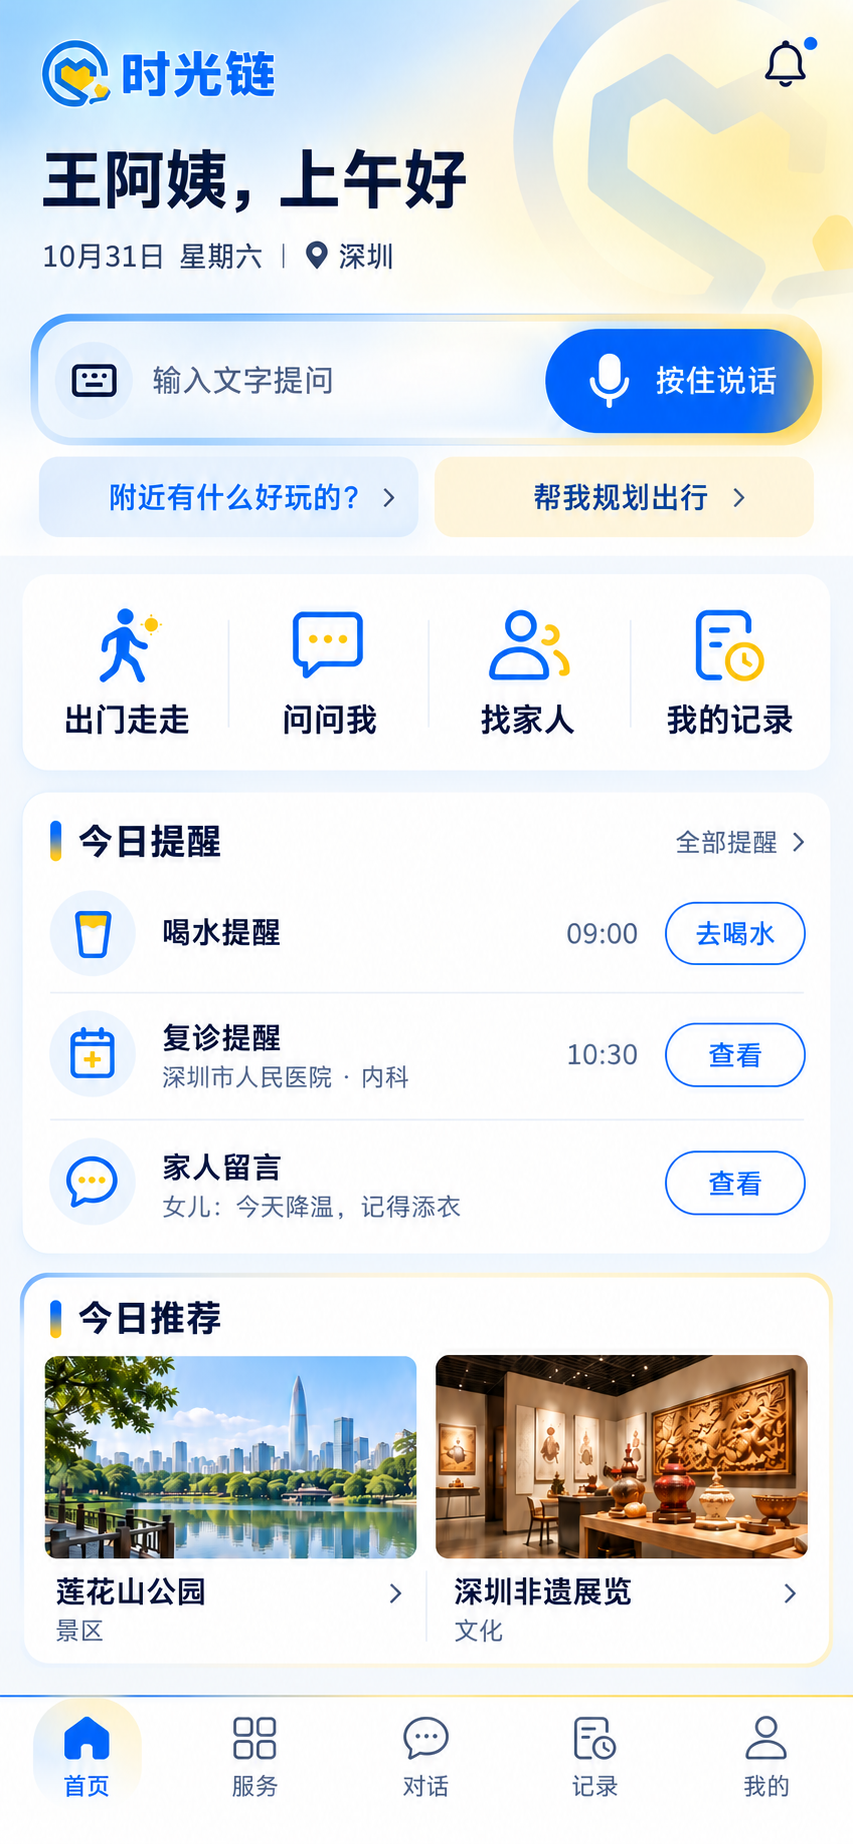 时光链
王阿姨，上午好
10月31日 星期六 | 深圳
输入文字提问
按住说话
附近有什么好玩的？
帮我规划出行
出门走走
问问我
找家人
我的记录
今日提醒
全部提醒
喝水提醒
09:00
去喝水
复诊提醒
深圳市人民医院 · 内科
10:30
查看
家人留言
女儿：今天降温，记得添衣
查看
今日推荐
莲花山公园
景区
深圳非遗展览
文化
首页
服务
对话
记录
我的